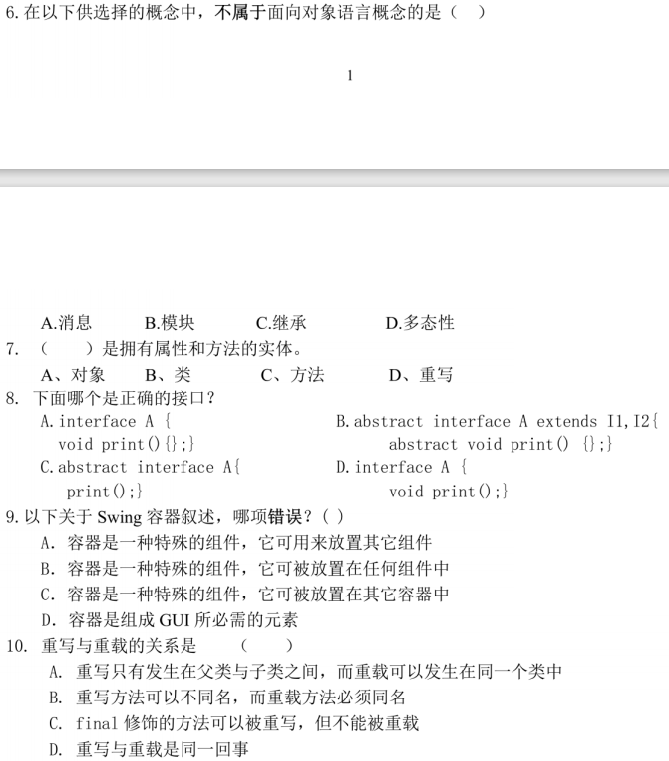 6.在以下供选择的概念中，不属于面向对象语言概念的是（　）
1
A.消息　B.模块　C.继承　D.多态性
7.（　　）是拥有属性和方法的实体。
A、对象　B、类　C、方法　D、重写
8. 下面哪个是正确的接口？
A.interface A {　B.abstract interface A extends I1,I2{
void print(){};}　abstract void print() {};}
C.abstract interface A{　D.interface A {
print();}　void print();}
9.以下关于 Swing 容器叙述，哪项错误？( )
A．容器是一种特殊的组件，它可用来放置其它组件
B．容器是一种特殊的组件，它可被放置在任何组件中
C．容器是一种特殊的组件，它可被放置在其它容器中
D．容器是组成 GUI 所必需的元素
10. 重写与重载的关系是　（　　）
A. 重写只有发生在父类与子类之间，而重载可以发生在同一个类中
B. 重写方法可以不同名，而重载方法必须同名
C. final 修饰的方法可以被重写，但不能被重载
D. 重写与重载是同一回事